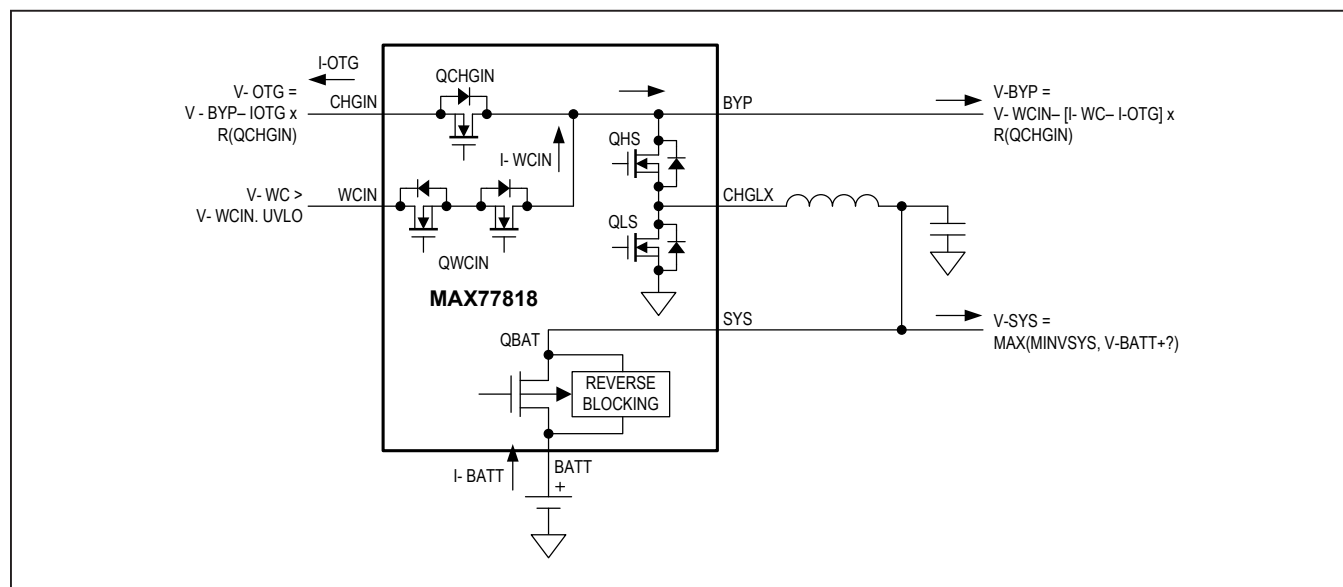 I-OTG
V- OTG =
V - BYP– IOTG x
R(QCHGIN)
CHGIN
QCHGIN
BYP
V-BYP =
V- WCIN– [I- WC– I-OTG] x
R(QCHGIN)
I- WCIN
QHS
V- WC >
V- WCIN. UVLO
WCIN
CHGLX
QWCIN
QLS
MAX77818
SYS
V-SYS =
MAX(MINVSYS, V-BATT+?)
QBAT
REVERSE
BLOCKING
I- BATT
BATT
+